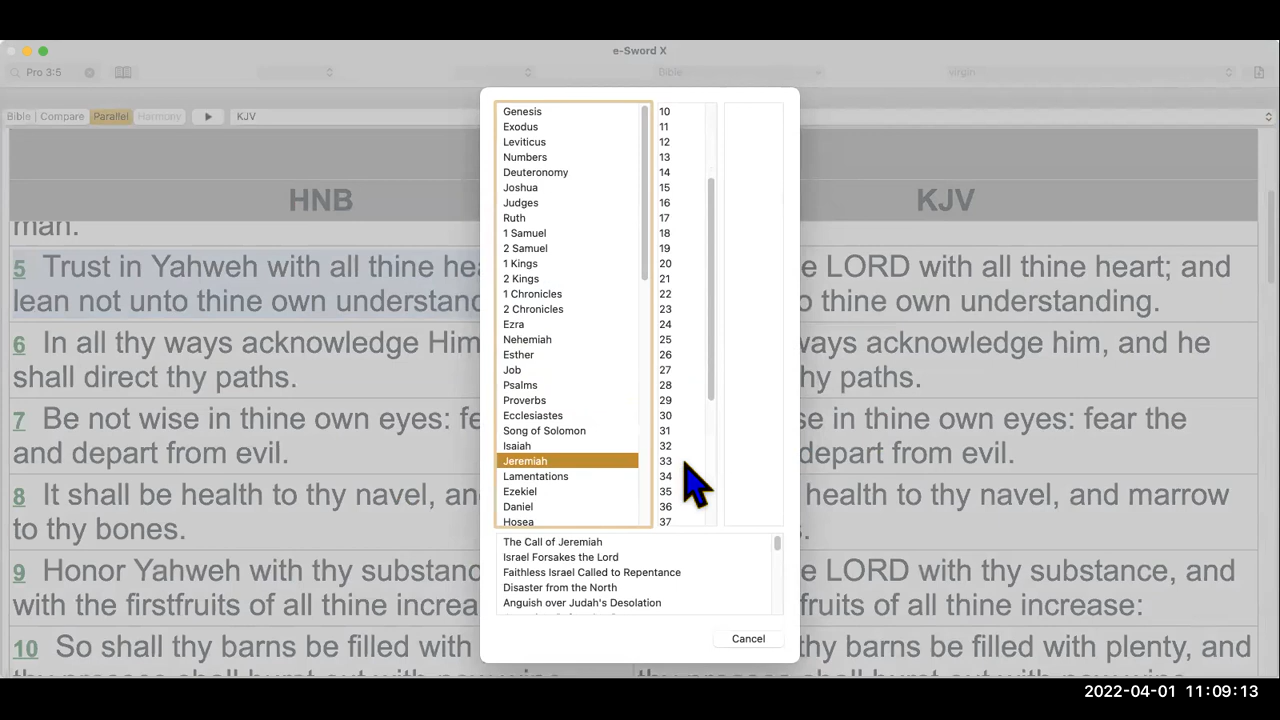 e-Sword X
Pro 3:5
Bible
Virgin
Bible
Compare
Parallel
Harmony
KJV
HNB
KJV
man.
5 Trust in Yahweh with all thine hea
lean not unto thine own understand
6 In all thy ways acknowledge Him
shall direct thy paths.
7 Be not wise in thine own eyes: fe
and depart from evil.
8 It shall be health to thy navel, an
to thy bones.
9 Honor Yahweh with thy substanc
with the firstfruits of all thine increa
10 So shall thy barns be filled with
e LORD with all thine heart; and
o thine own understanding.
ways acknowledge him, and he
hy paths.
se in thine own eyes: fear the
depart from evil.
health to thy navel, and marrow
s.
e LORD with thy substance, and
fruits of all thine increase:
thy barns be filled with plenty, and
Genesis
Exodus
Leviticus
Numbers
Deuteronomy
Joshua
Judges
Ruth
1 Samuel
2 Samuel
1 Kings
2 Kings
1 Chronicles
2 Chronicles
Ezra
Nehemiah
Esther
Job
Psalms
Proverbs
Ecclesiastes
Song of Solomon
Isaiah
Jeremiah
Lamentations
Ezekiel
Daniel
Hosea
10
11
12
13
14
15
16
17
18
19
20
21
22
23
24
25
26
27
28
29
30
31
32
33
34
35
36
37
The Call of Jeremiah
Israel Forsakes the Lord
Faithless Israel Called to Repentance
Disaster from the North
Anguish over Judah's Desolation
Cancel
2022-04-01 11:09:13